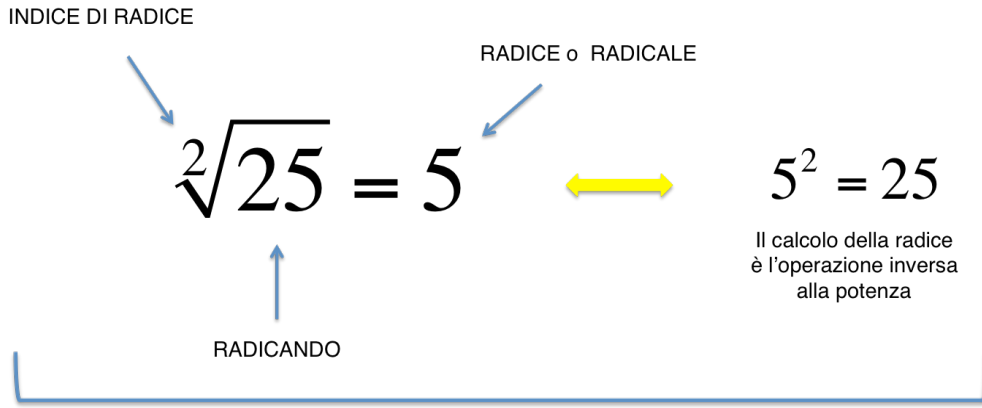 INDICE DI RADICE
RADICE o RADICALE
²√25 = 5
5² = 25
Il calcolo della radice
è l'operazione inversa
alla potenza
RADICANDO